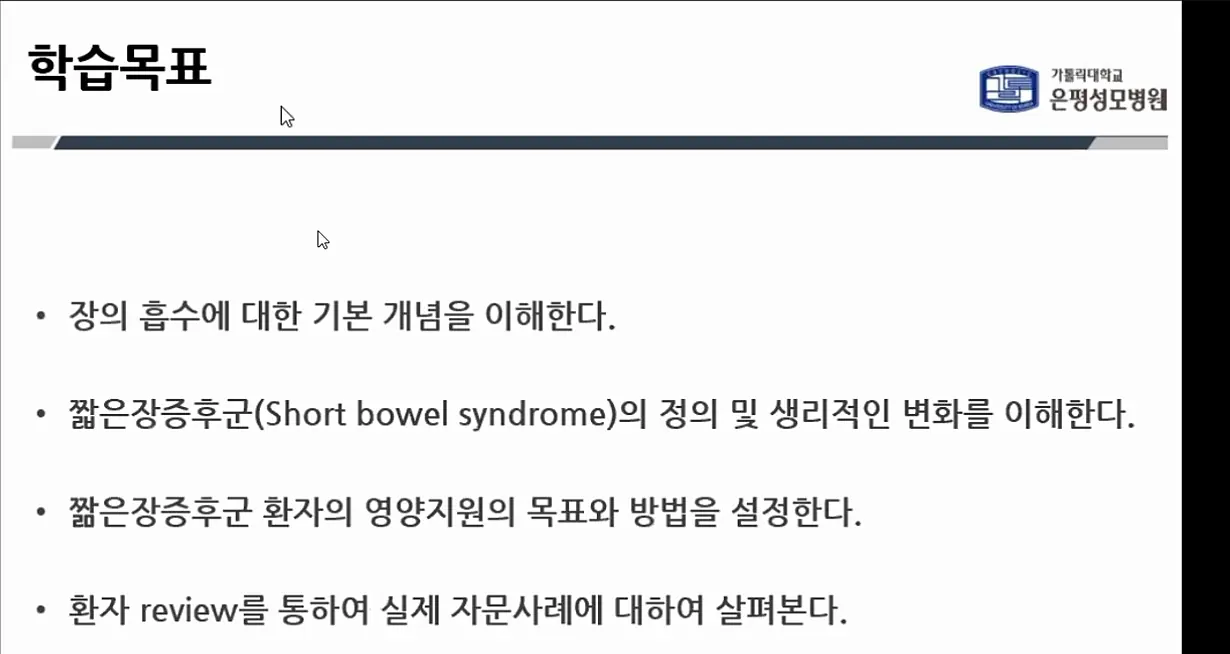 학습목표
가톨릭대학교
은평성모병원
• 장의 흡수에 대한 기본 개념을 이해한다.
• 짧은장증후군(Short bowel syndrome)의 정의 및 생리적인 변화를 이해한다.
• 짧은장증후군 환자의 영양지원의 목표와 방법을 설정한다.
• 환자 review를 통하여 실제 자문사례에 대하여 살펴본다.